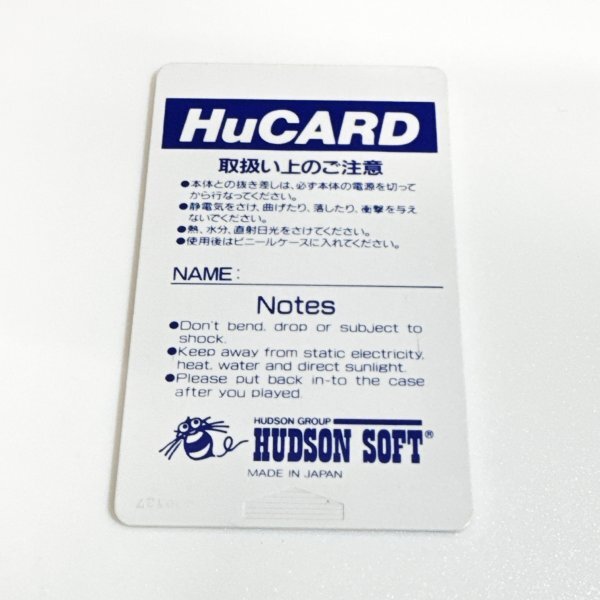 HuCARD
取扱い上のご注意
●本体との抜き差しは、必ず本体の電源を切って
から行なってください。
●静電気をさけ、曲げたり、落したり、衝撃を与え
ないでください。
●熱、水分、直射日光をさけてください。
●使用後はビニールケースに入れてください。
NAME:
Notes
●Don't bend, drop or subject to
shock.
●Keep away from static electricity,
heat, water and direct sunlight.
●Please put back in-to the case
after you played.
HUDSON GROUP
HUDSON SOFT®
MADE IN JAPAN